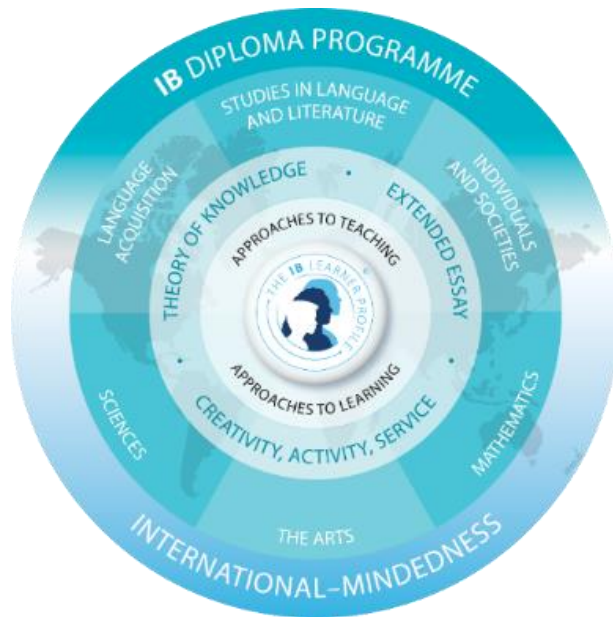 IB DIPLOMA PROGRAMME
STUDIES IN LANGUAGE
AND LITERATURE
LANGUAGE
ACQUISITION
INDIVIDUALS
AND SOCIETIES
THEORY OF KNOWLEDGE
•
EXTENDED ESSAY
APPROACHES TO TEACHING
THE IB LEARNER PROFILE
®
APPROACHES TO LEARNING
•
CREATIVITY, ACTIVITY, SERVICE
•
SCIENCES
MATHEMATICS
THE ARTS
INTERNATIONAL–MINDEDNESS